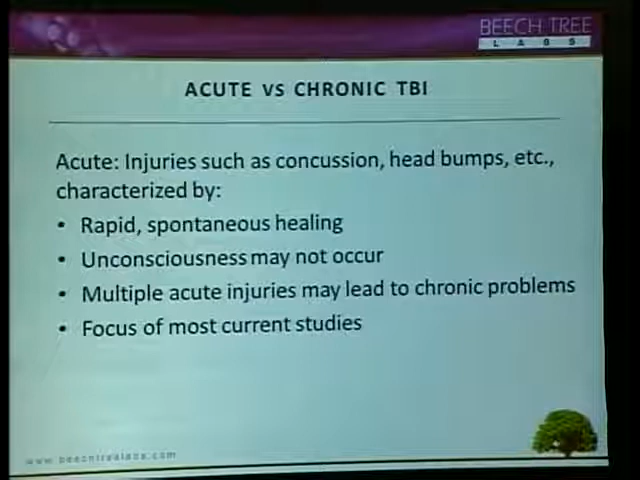 BEECH TREE
LABS
ACUTE VS CHRONIC TBI
Acute: Injuries such as concussion, head bumps, etc.,
characterized by:
• Rapid, spontaneous healing
• Unconsciousness may not occur
• Multiple acute injuries may lead to chronic problems
• Focus of most current studies
www.beechtreelabs.com